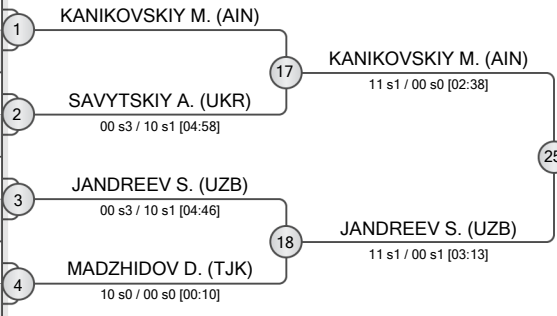 KANIKOVSKIY M. (AIN)
1
17
KANIKOVSKIY M. (AIN)
11 s1 / 00 s0 [02:38]
SAVYTSKIY A. (UKR)
2
00 s3 / 10 s1 [04:58]
25
JANDREEV S. (UZB)
3
00 s3 / 10 s1 [04:46]
18
JANDREEV S. (UZB)
11 s1 / 00 s1 [03:13]
MADZHIDOV D. (TJK)
4
10 s0 / 00 s0 [00:10]